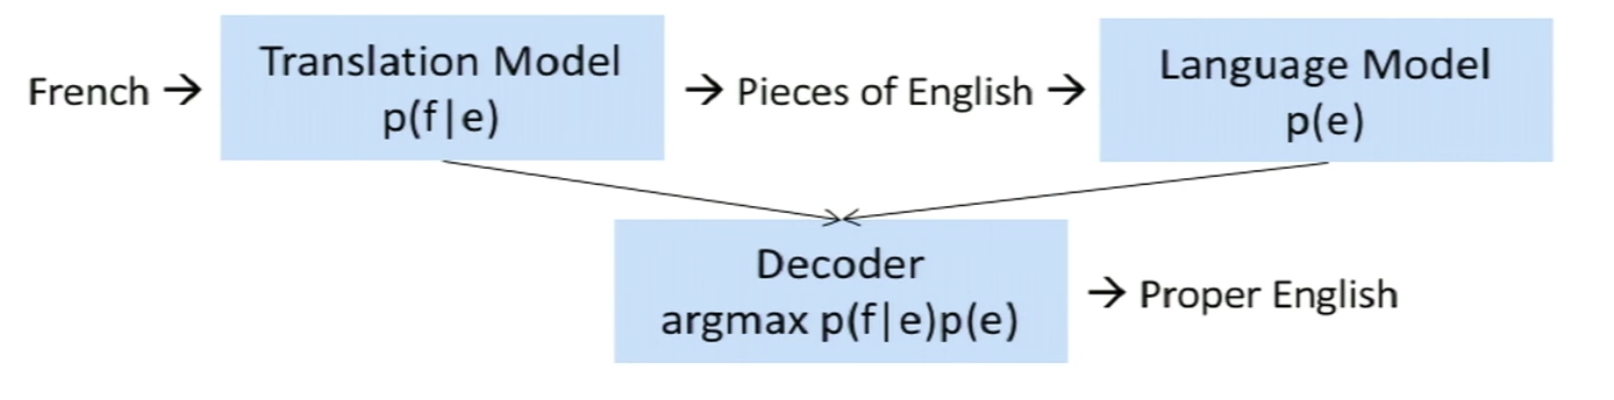 French → Translation Model → Pieces of English → Language Model
p(f|e) p(e)
Decoder
argmax p(f|e)p(e) → Proper English